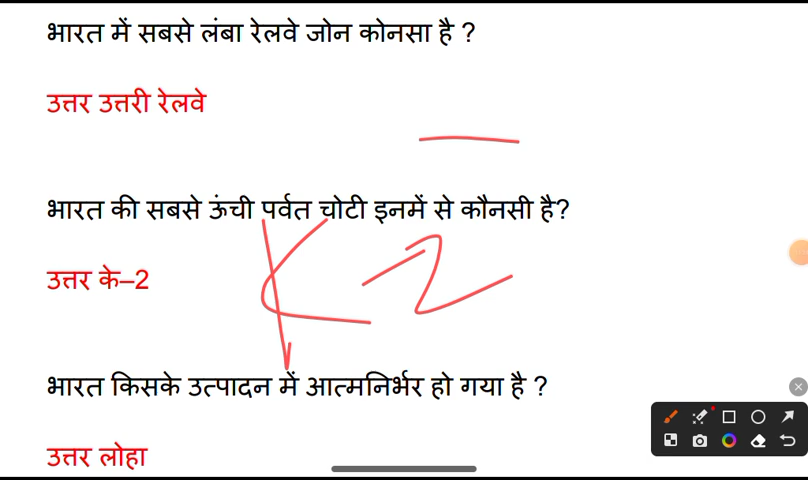 भारत में सबसे लंबा रेलवे जोन कोनसा है ?
उत्तर उत्तरी रेलवे
भारत की सबसे ऊंची पर्वत चोटी इनमें से कौनसी है?
उत्तर के–2
K-2
भारत किसके उत्पादन में आत्मनिर्भर हो गया है ?
उत्तर लोहा